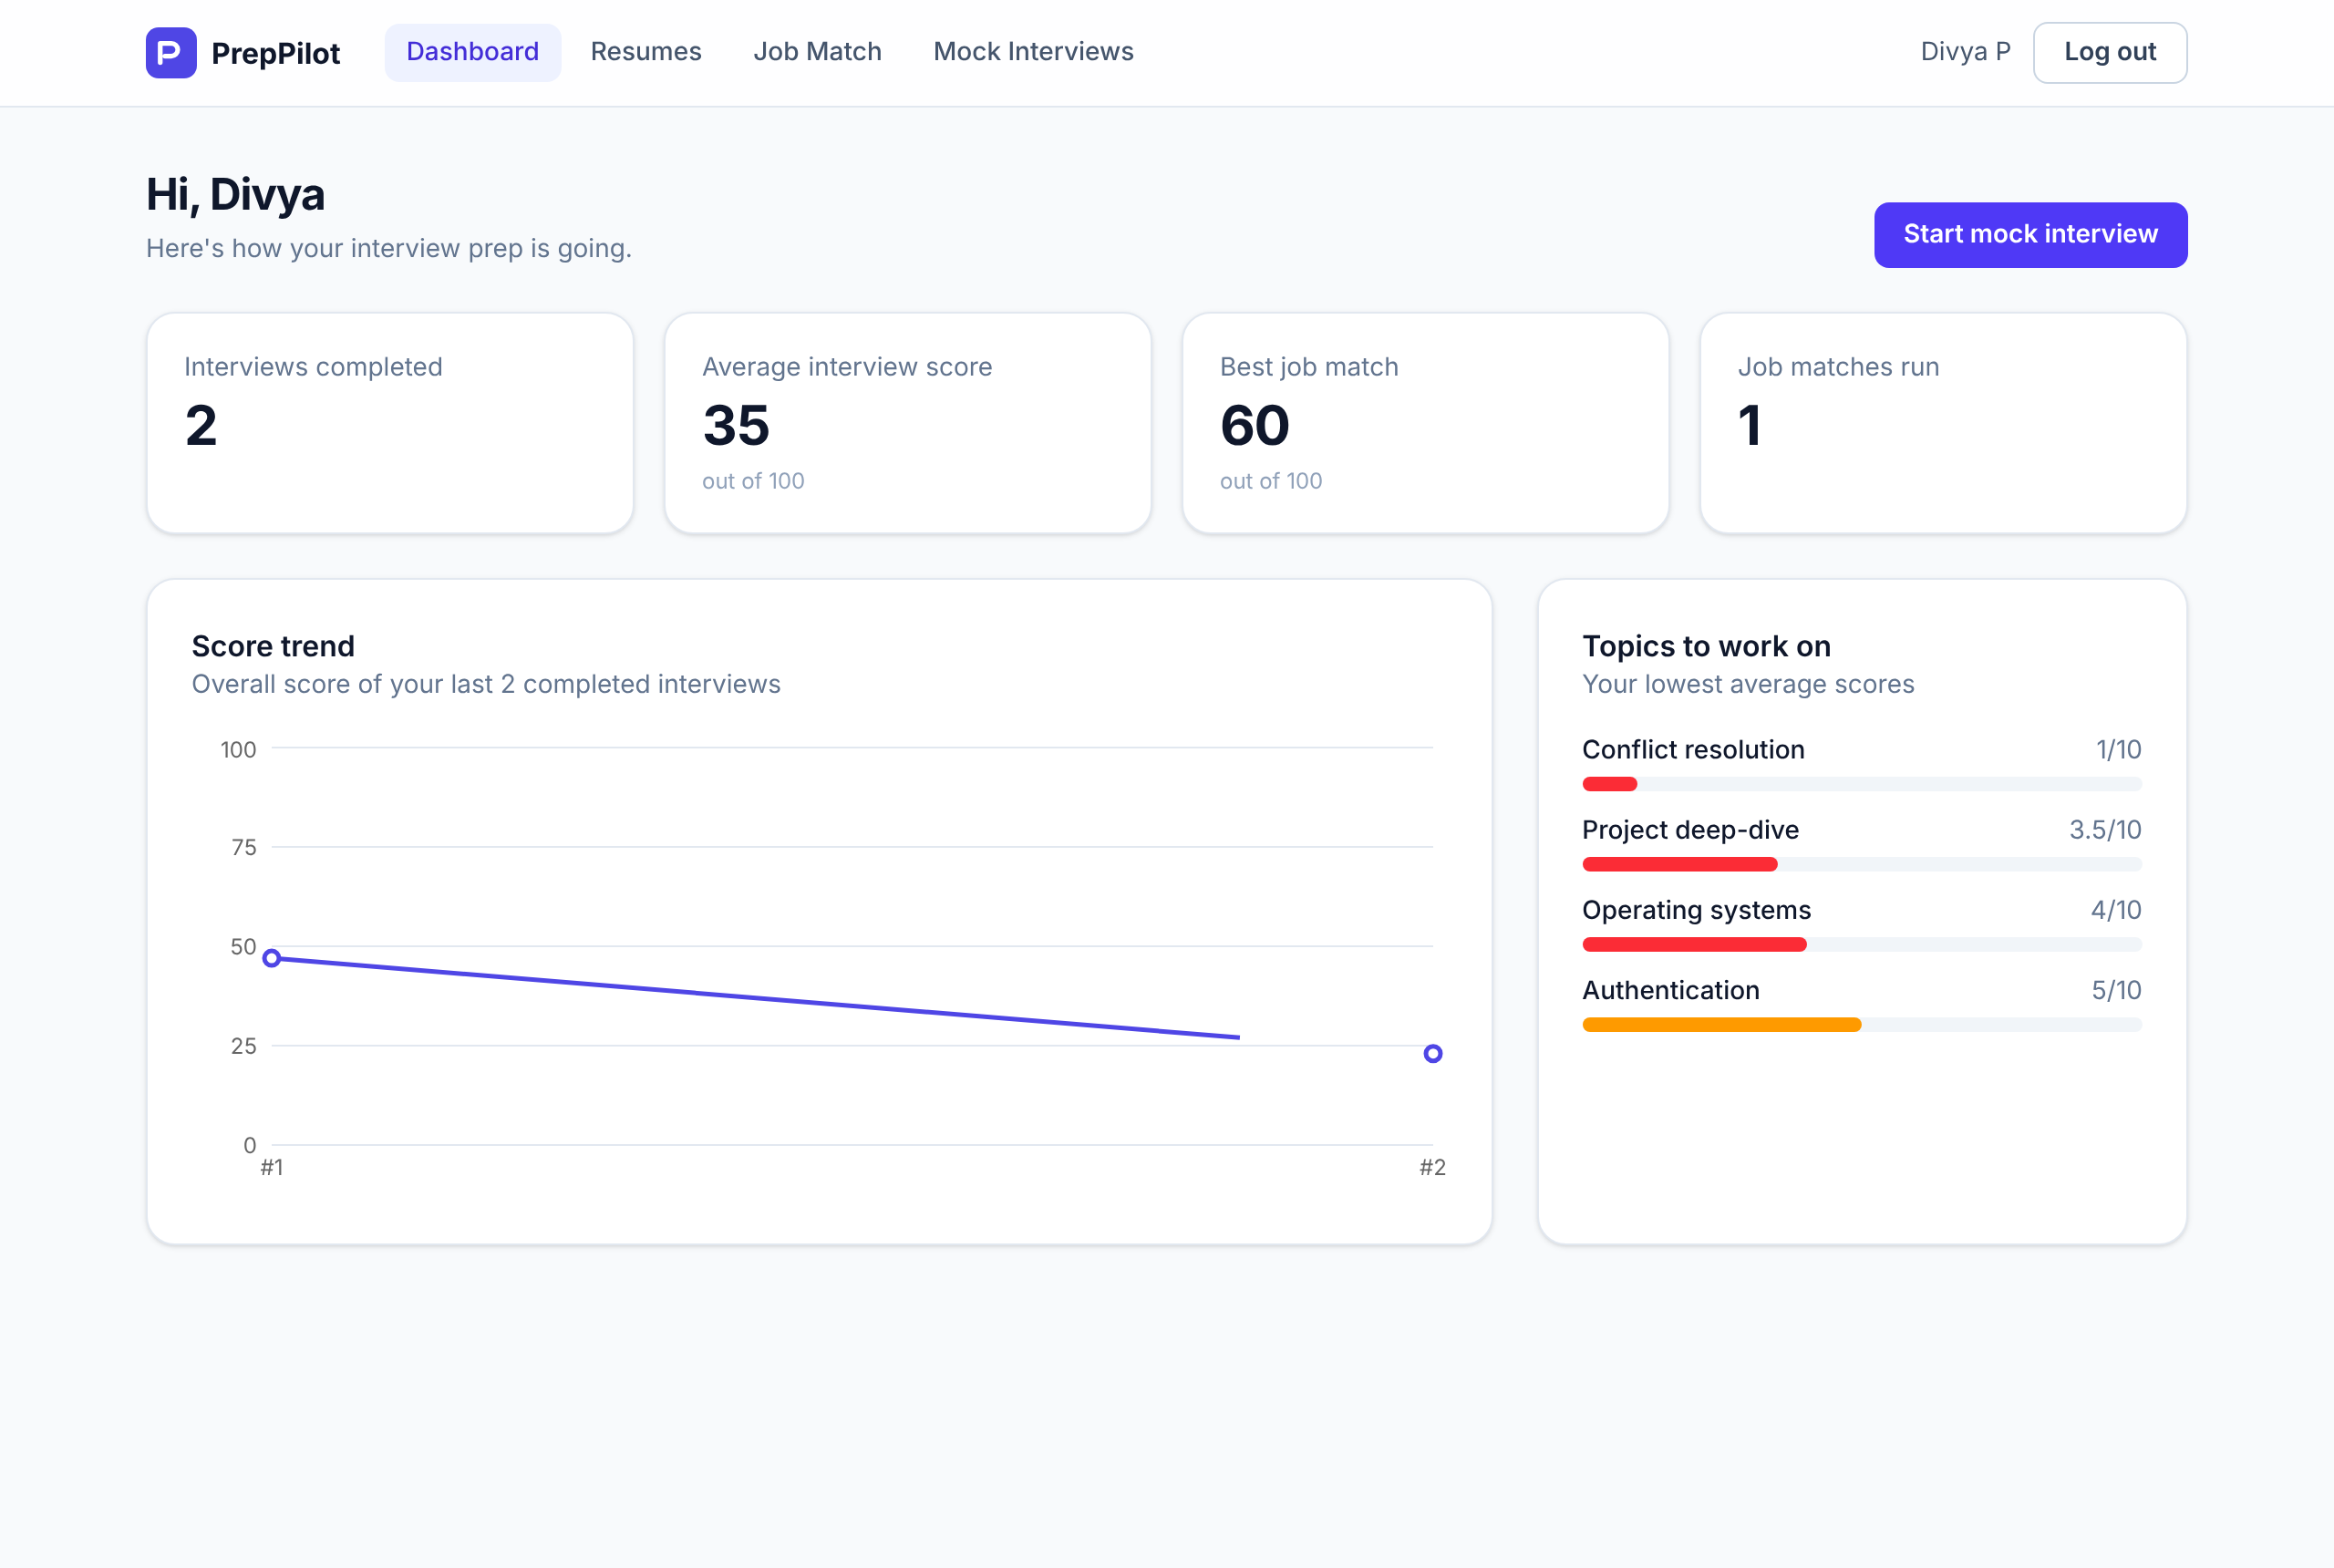 PrepPilot
Dashboard
Resumes
Job Match
Mock Interviews
Divya P
Log out
Hi, Divya
Here's how your interview prep is going.
Start mock interview
Interviews completed
2
Average interview score
35
out of 100
Best job match
60
out of 100
Job matches run
1
Score trend
Overall score of your last 2 completed interviews
100
75
50
25
0
#1
#2
Topics to work on
Your lowest average scores
Conflict resolution 1/10
Project deep-dive 3.5/10
Operating systems 4/10
Authentication 5/10